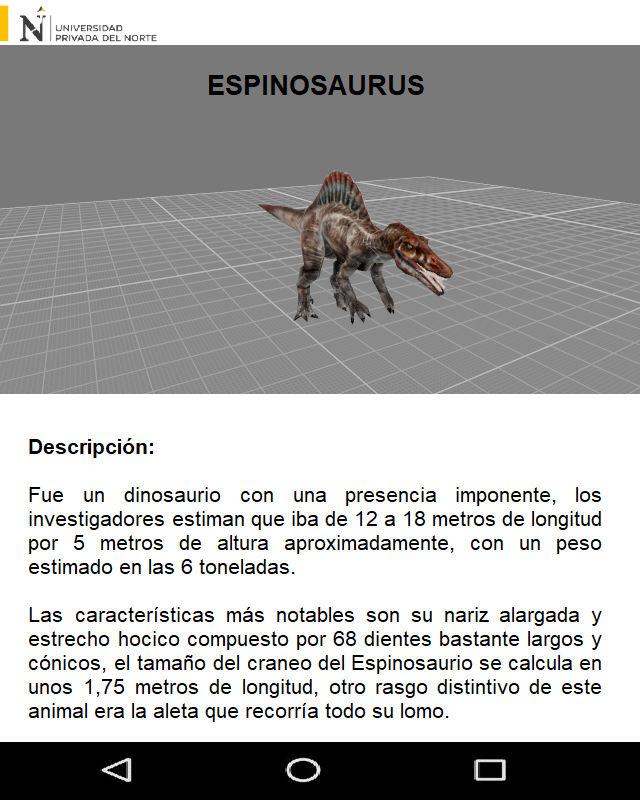 UNIVERSIDAD
PRIVADA DEL NORTE
ESPINOSAURUS
Descripción:
Fue un dinosaurio con una presencia imponente, los
investigadores estiman que iba de 12 a 18 metros de longitud
por 5 metros de altura aproximadamente, con un peso
estimado en las 6 toneladas.
Las características más notables son su nariz alargada y
estrecho hocico compuesto por 68 dientes bastante largos y
cónicos, el tamaño del craneo del Espinosaurio se calcula en
unos 1,75 metros de longitud, otro rasgo distintivo de este
animal era la aleta que recorría todo su lomo.